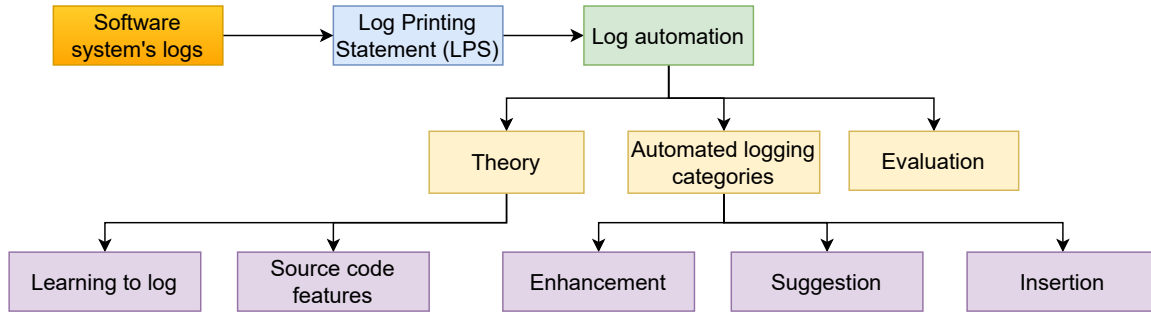 Software
system's logs
Log Printing
Statement (LPS)
Log automation
Theory
Automated logging
categories
Evaluation
Learning to log
Source code
features
Enhancement
Suggestion
Insertion